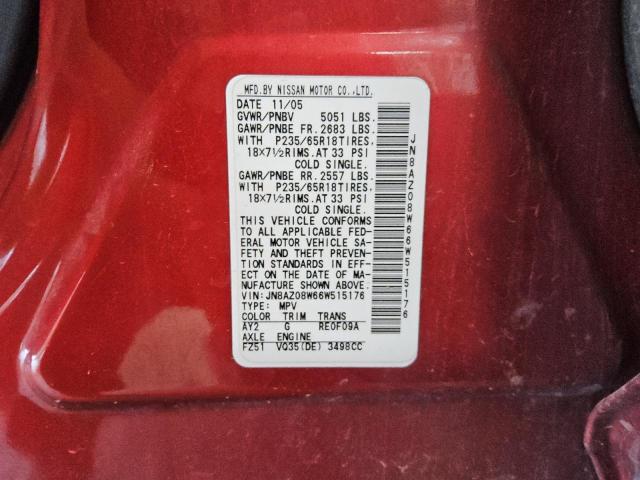 MFD.BY NISSAN MOTOR CO.,LTD.
DATE 11/05
GVWR/PNBV 5051 LBS.
GAWR/PNBE FR.2683 LBS.
WITH P235/65R18TIRES,
18×7½RIMS.AT 33 PSI
COLD SINGLE.
GAWR/PNBE RR.2557 LBS.
WITH P235/65R18TIRES,
18×7½RIMS.AT 33 PSI
COLD SINGLE.
THIS VEHICLE CONFORMS
TO ALL APPLICABLE FED-
ERAL MOTOR VEHICLE SA-
FETY AND THEFT PREVEN-
TION STANDARDS IN EFF-
ECT ON THE DATE OF MA-
NUFACTURE SHOWN ABOVE.
VIN:JN8AZ08W66W515176
TYPE: MPV
COLOR TRIM TRANS
AY2 G RE0F09A
AXLE ENGINE
FZ51 VQ35(DE) 3498CC
JN8AZ08W66W515176